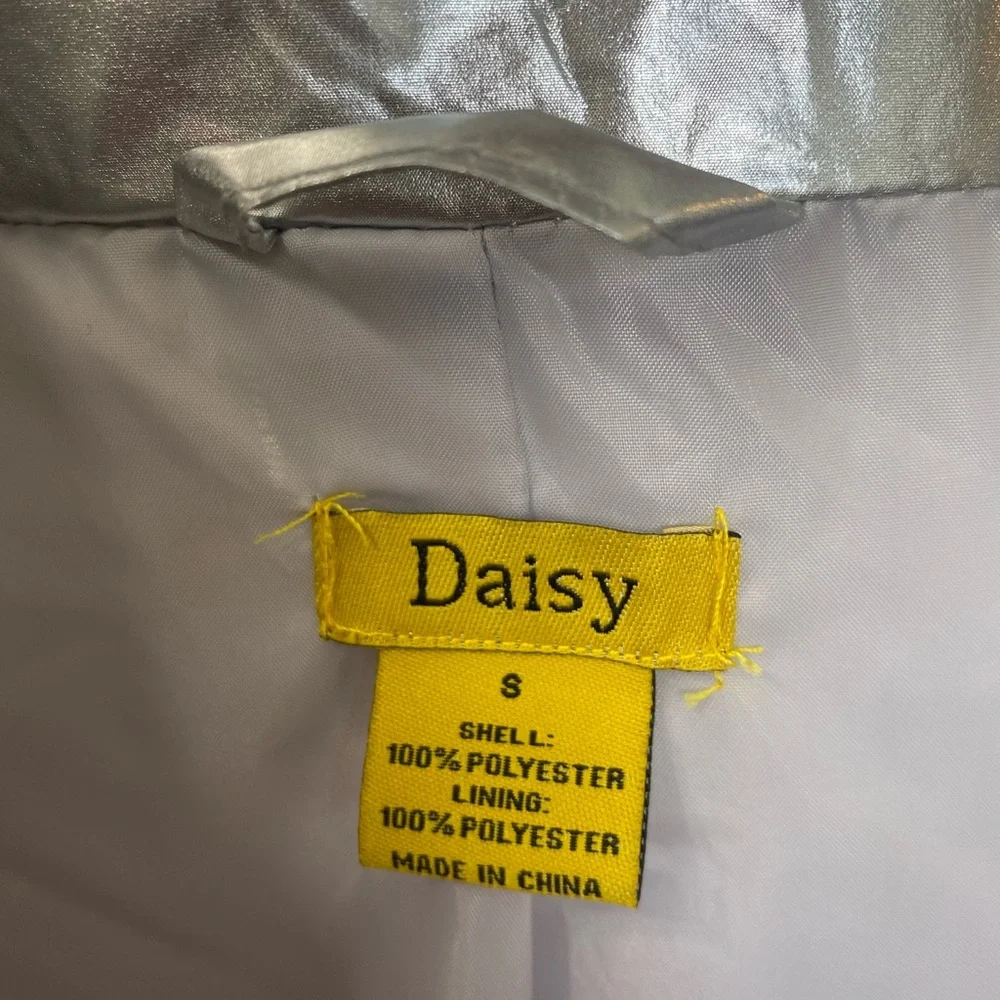 Daisy
S
SHELL:
100% POLYESTER
LINING:
100% POLYESTER
MADE IN CHINA